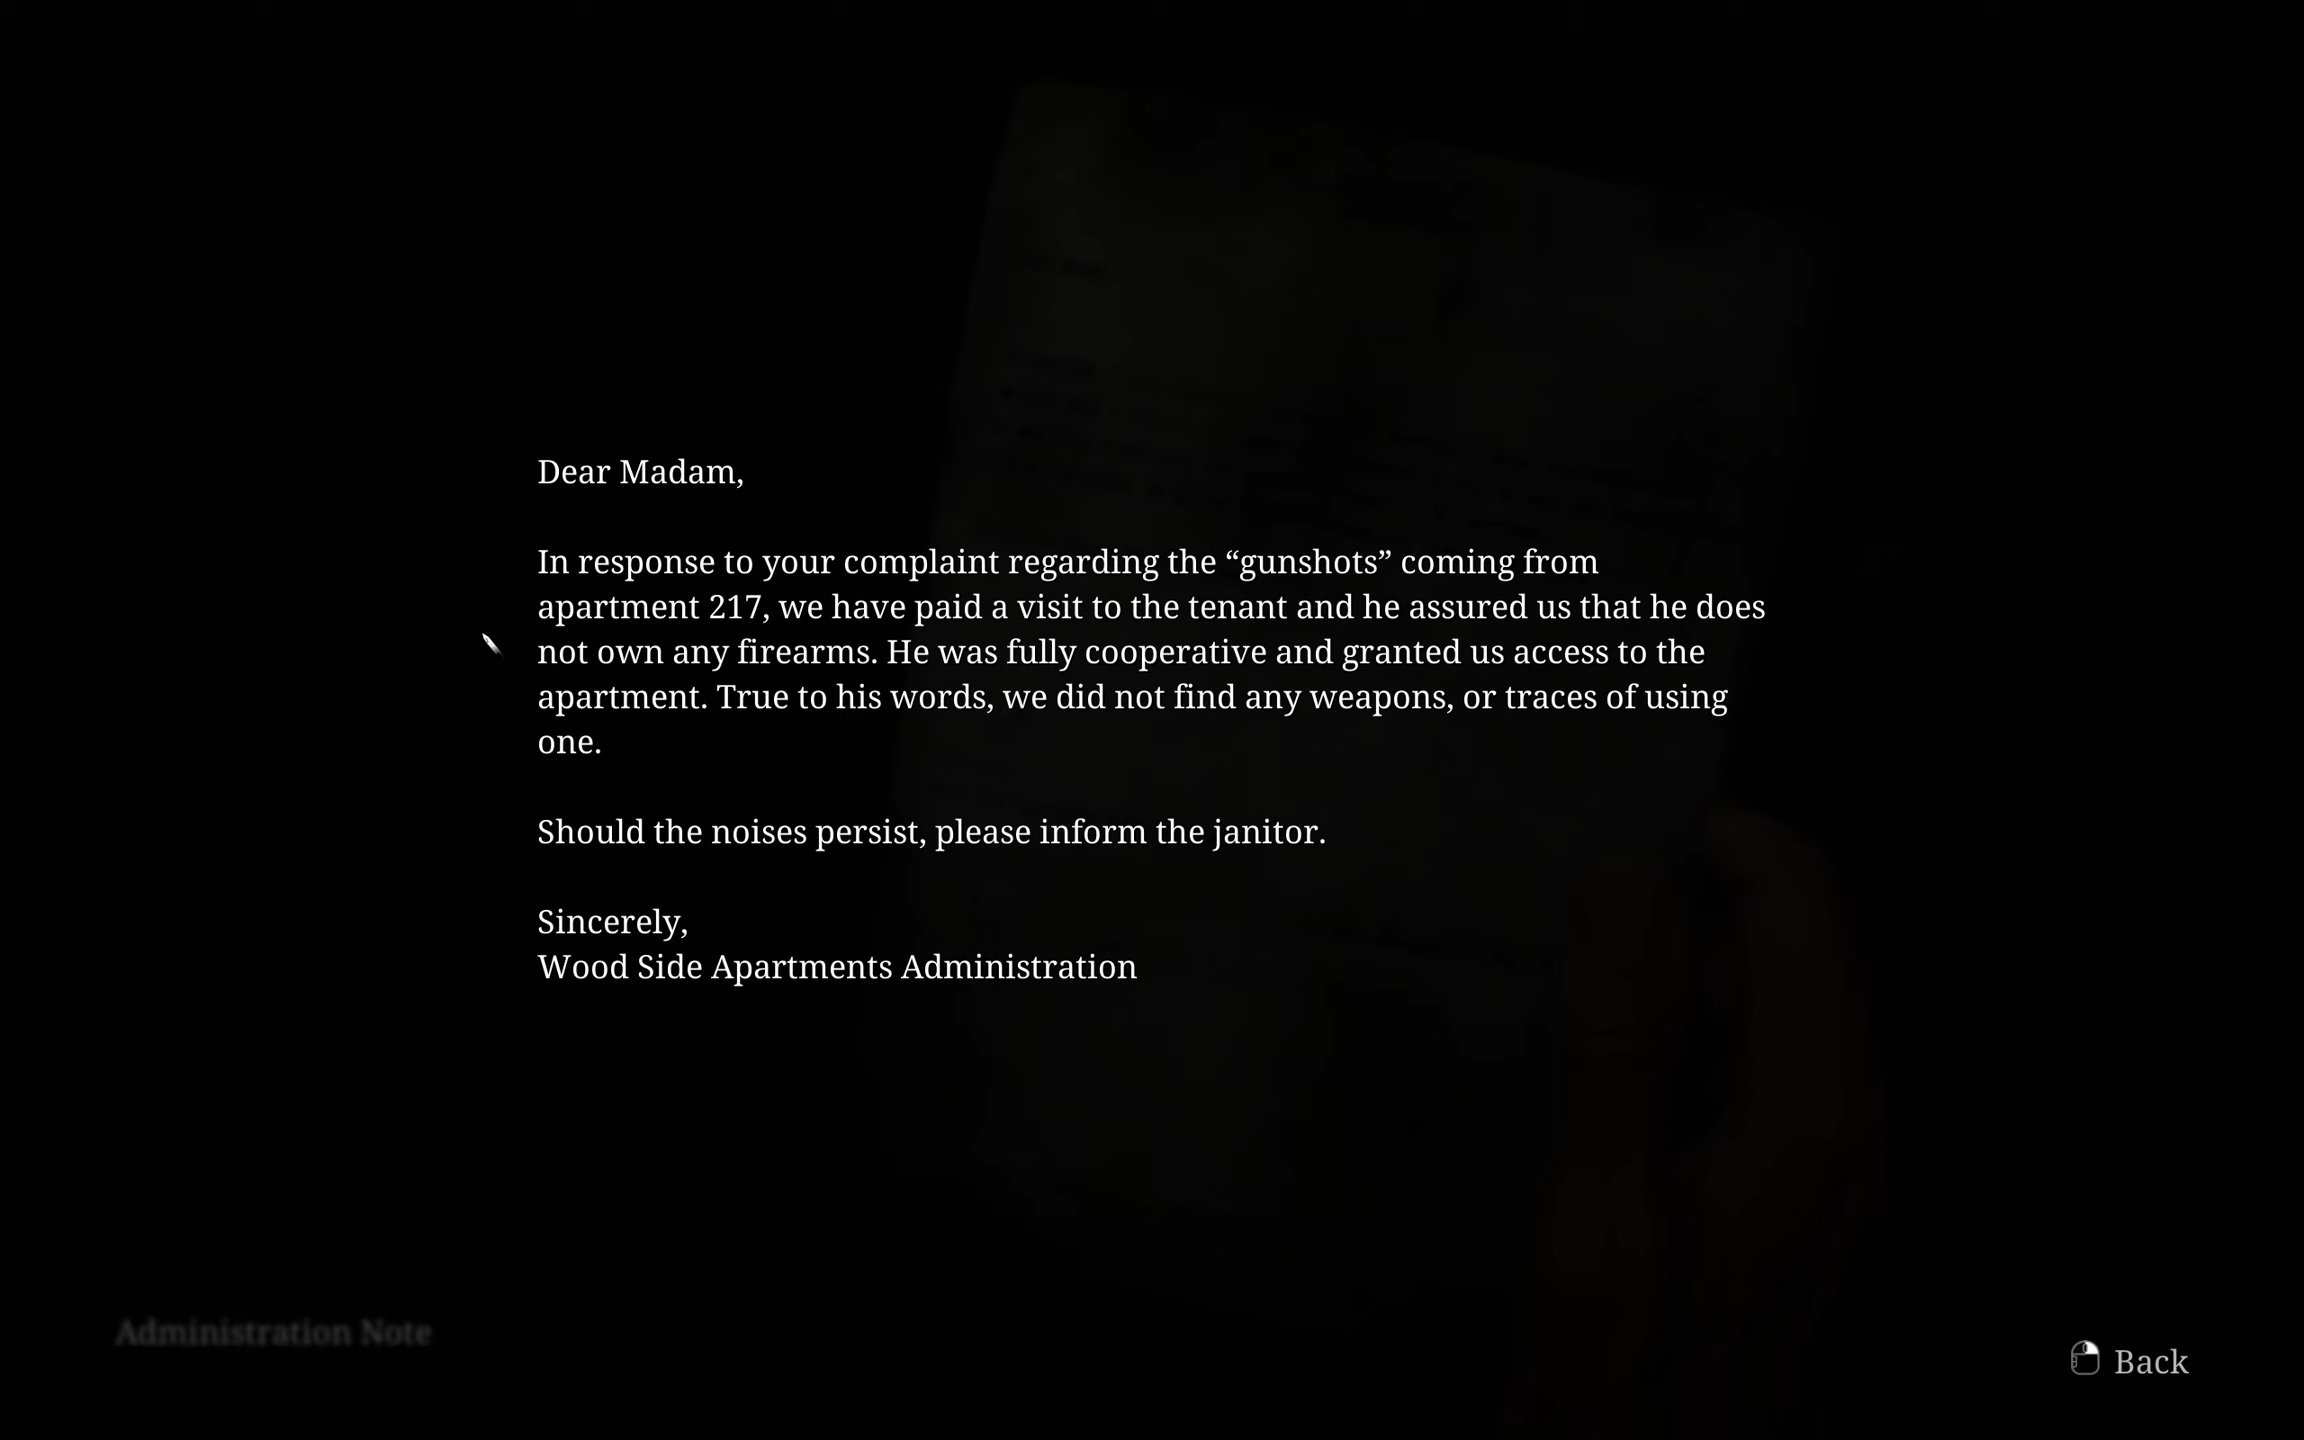 Dear Madam,
In response to your complaint regarding the “gunshots” coming from
apartment 217, we have paid a visit to the tenant and he assured us that he does
not own any firearms. He was fully cooperative and granted us access to the
apartment. True to his words, we did not find any weapons, or traces of using
one.
Should the noises persist, please inform the janitor.
Sincerely,
Wood Side Apartments Administration
Administration Note
Back